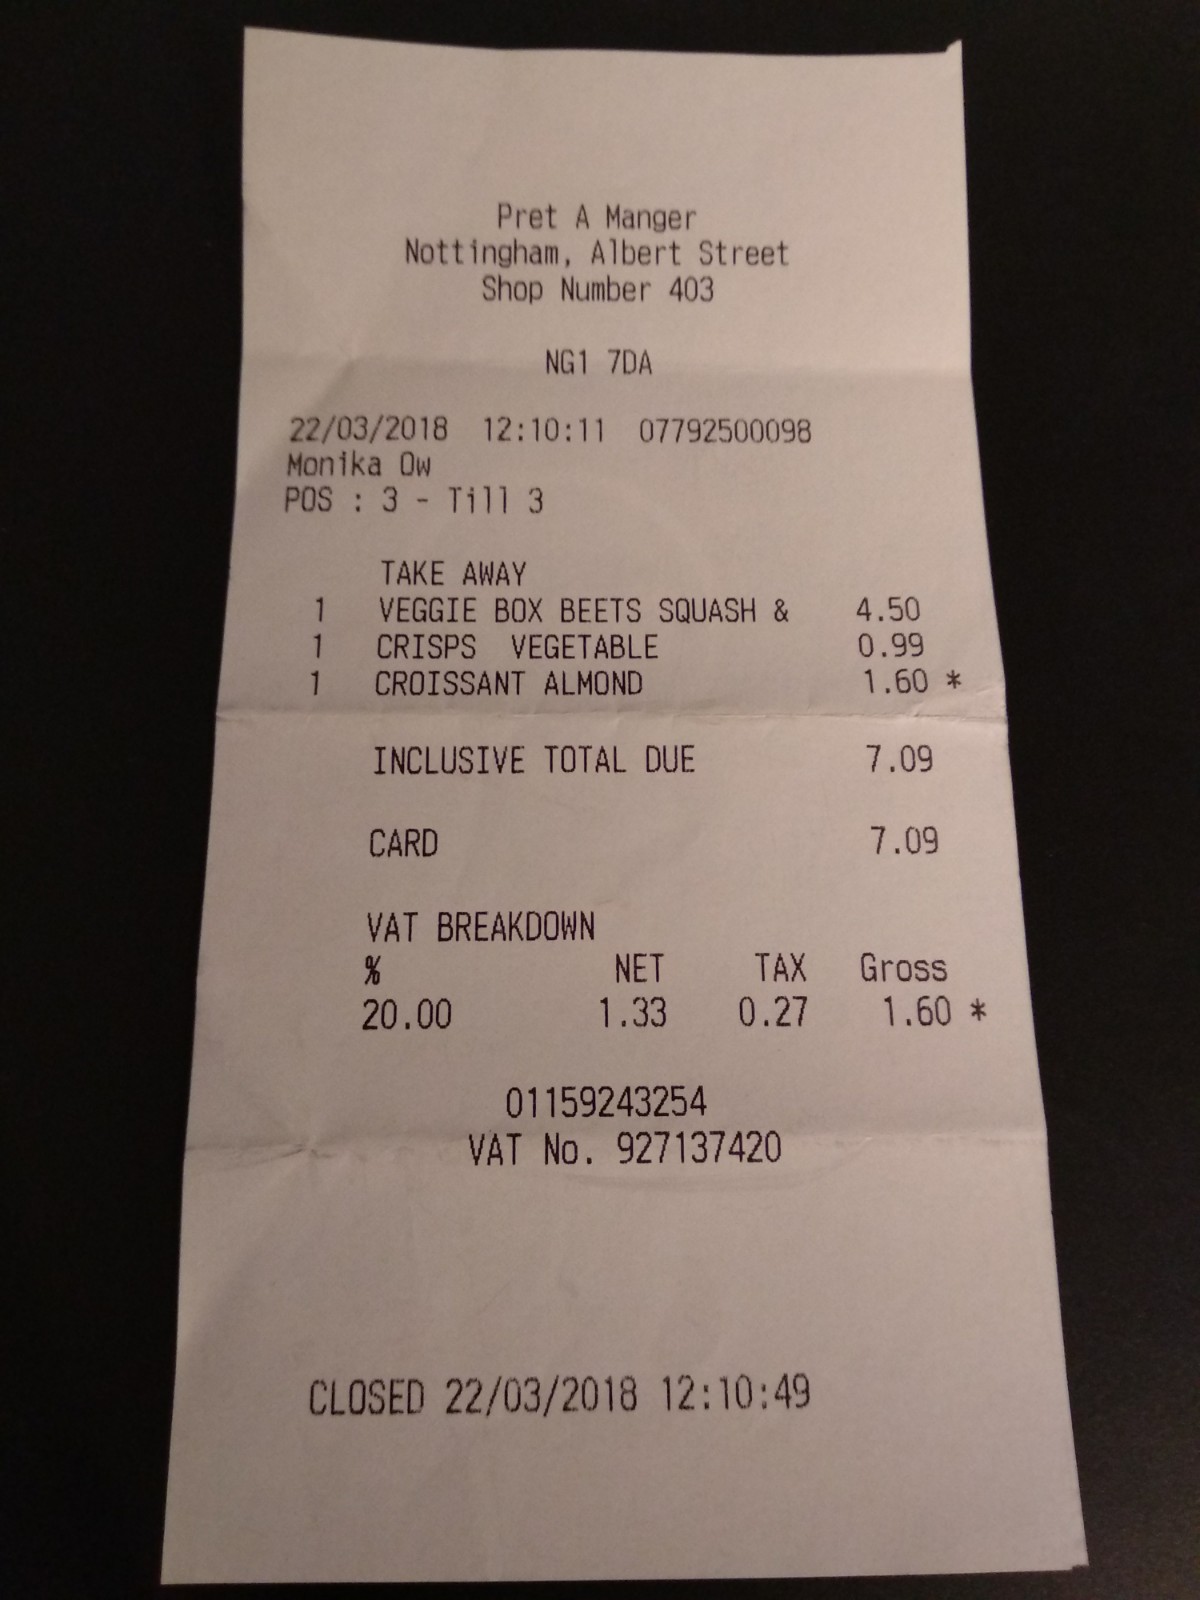 Pret A Manger
Nottingham, Albert Street
Shop Number 403
NG1 7DA
22/03/2018 12:10:11 07792500098
Monika Ow
POS : 3 - Till 3
TAKE AWAY
1 VEGGIE BOX BEETS SQUASH & 4.50
1 CRISPS VEGETABLE 0.99
1 CROISSANT ALMOND 1.60 *
INCLUSIVE TOTAL DUE 7.09
CARD 7.09
VAT BREAKDOWN
% NET TAX Gross
20.00 1.33 0.27 1.60 *
01159243254
VAT No. 927137420
CLOSED 22/03/2018 12:10:49